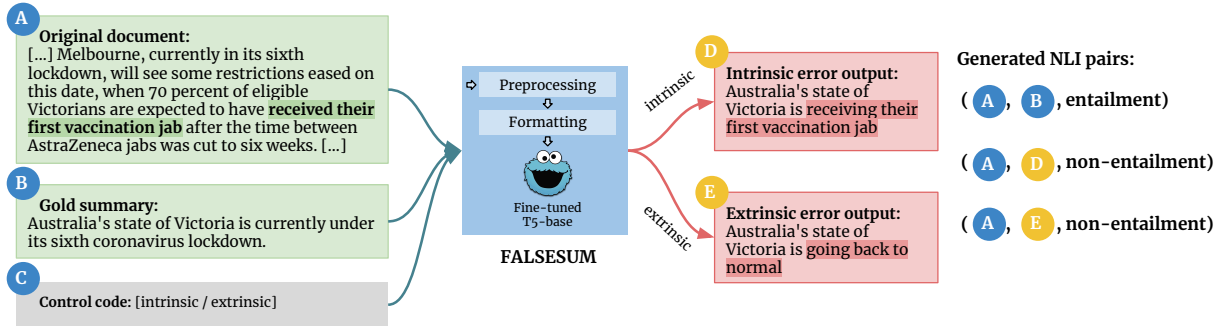 A
Original document:
[...] Melbourne, currently in its sixth
lockdown, will see some restrictions eased on
this date, when 70 percent of eligible
Victorians are expected to have received their
first vaccination jab after the time between
AstraZeneca jabs was cut to six weeks. [...]
B
Gold summary:
Australia's state of Victoria is currently under
its sixth coronavirus lockdown.
C
Control code: [intrinsic / extrinsic]
Preprocessing
Formatting
Fine-tuned
T5-base
FALSESUM
intrinsic
extrinsic
D
Intrinsic error output:
Australia's state of
Victoria is receiving their
first vaccination jab
E
Extrinsic error output:
Australia's state of
Victoria is going back to
normal
Generated NLI pairs:
( A, B, entailment)
( A, D, non-entailment)
( A, E, non-entailment)